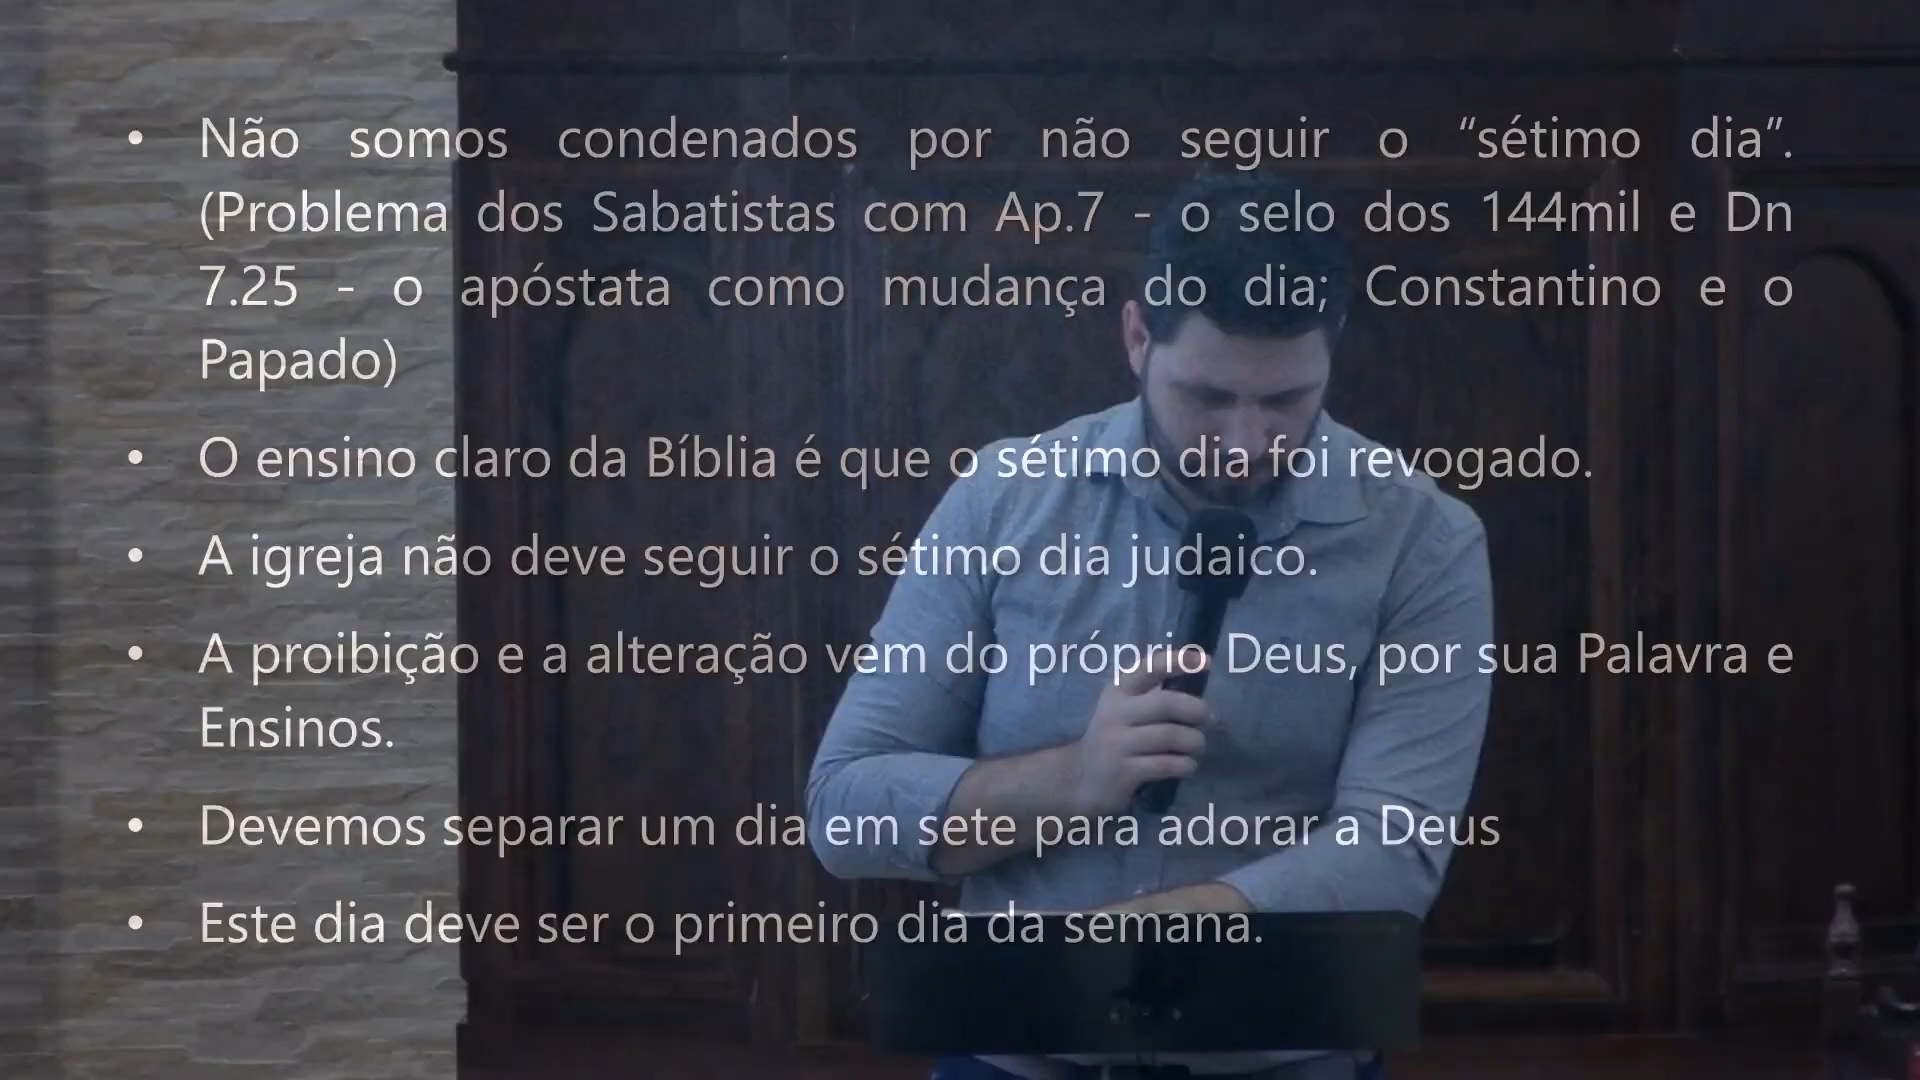 • Não somos condenados por não seguir o “sétimo dia”.
(Problema dos Sabatistas com Ap.7 - o selo dos 144mil e Dn
7.25 - o apóstata como mudança do dia; Constantino e o
Papado)
• O ensino claro da Bíblia é que o sétimo dia foi revogado.
• A igreja não deve seguir o sétimo dia judaico.
• A proibição e a alteração vem do próprio Deus, por sua Palavra e
Ensinos.
• Devemos separar um dia em sete para adorar a Deus
• Este dia deve ser o primeiro dia da semana.